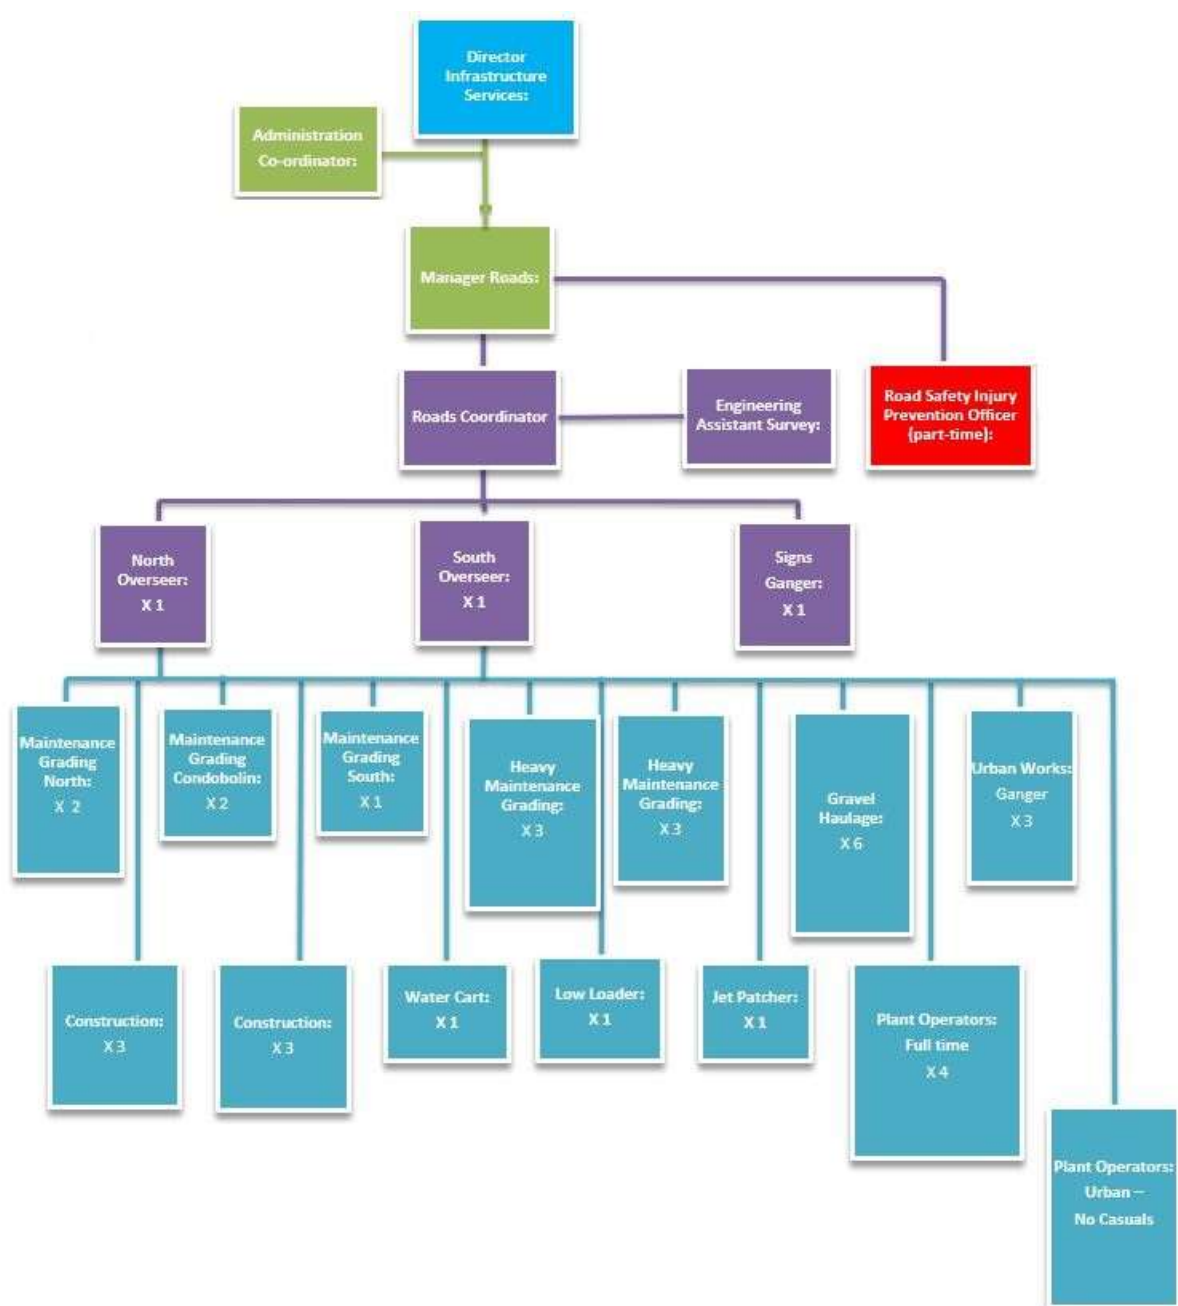 Director
Infrastructure
Services:
Administration
Co-ordinator:
Manager Roads:
Roads Coordinator
Engineering
Assistant Survey:
Road Safety Injury
Prevention Officer
(part-time):
North
Overseer:
X 1
South
Overseer:
X 1
Signs
Ganger:
X 1
Maintenance
Grading
North:
X 2
Maintenance
Grading
Condobolin:
X 2
Maintenance
Grading
South:
X 1
Heavy
Maintenance
Grading:
X 3
Heavy
Maintenance
Grading:
X 3
Gravel
Haulage:
X 6
Urban Works:
Ganger
X 3
Construction:
X 3
Construction:
X 3
Water Cart:
X 1
Low Loader:
X 1
Jet Patcher:
X 1
Plant Operators:
Full time
X 4
Plant Operators:
Urban –
No Casuals